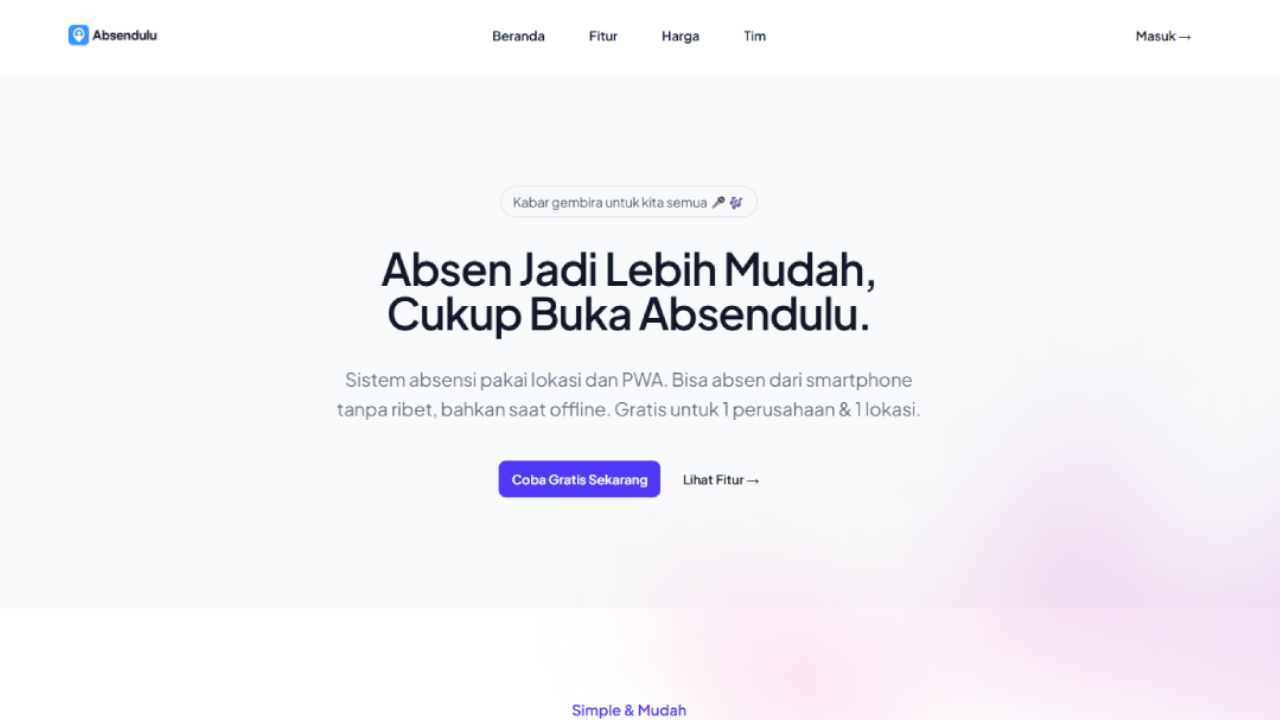 Absendulu
Beranda
Fitur
Harga
Tim
Masuk →
Kabar gembira untuk kita semua 🎤 🎶
Absen Jadi Lebih Mudah,
Cukup Buka Absendulu.
Sistem absensi pakai lokasi dan PWA. Bisa absen dari smartphone
tanpa ribet, bahkan saat offline. Gratis untuk 1 perusahaan & 1 lokasi.
Coba Gratis Sekarang
Lihat Fitur →
Simple & Mudah